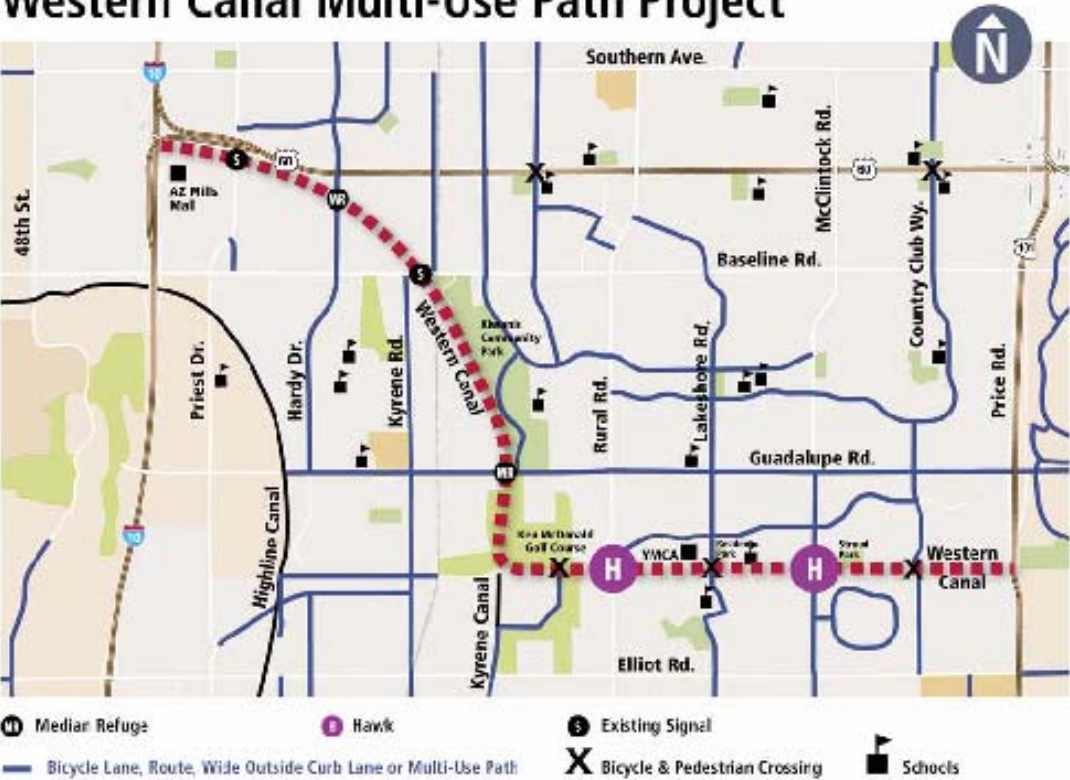 Western Canal Multi-Use Path Project
N
Southern Ave.
10
S
60
60
AZ Mills
Mall
MR
McClintock Rd.
48th St.
Country Club Wy.
101
Baseline Rd.
S
Kiwanis
Community
Park
Western Canal
Priest Dr.
Hardy Dr.
Kyrene Rd.
Rural Rd.
Lakeshore Rd.
Price Rd.
Guadalupe Rd.
MR
10
Highline Canal
Ken McDonald
Golf Course
H
YMCA
Park
H
Stroud
Park
Western
Canal
Kyrene Canal
Elliot Rd.
MR Median Refuge
H Hawk
S Existing Signal
Bicycle Lane, Route, Wide Outside Curb Lane or Multi-Use Path
X Bicycle & Pedestrian Crossing
Schools